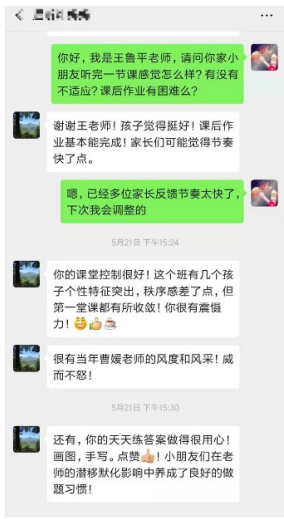 你好，我是王鲁平老师，请问你家小
朋友听完一节课感觉怎么样？有没有
不适应？课后作业有困难么？
谢谢王老师！孩子觉得挺好！课后作
业基本能完成！家长们可能觉得节奏
快了点。
嗯，已经多位家长反馈节奏太快了，
下次我会调整的
5月21日 下午15:24
你的课堂控制很好！这个班有几个孩
子个性特征突出，秩序感差了点，但
第一堂课都有所收敛！你很有震慑
力！😄👍☕
很有当年曹媛老师的风度和风采！威
而不怒！
5月21日 下午15:30
还有，你的天天练答案做得很用心！
画图，手写。点赞👍！小朋友们在老
师的潜移默化影响中养成了良好的做
题习惯！